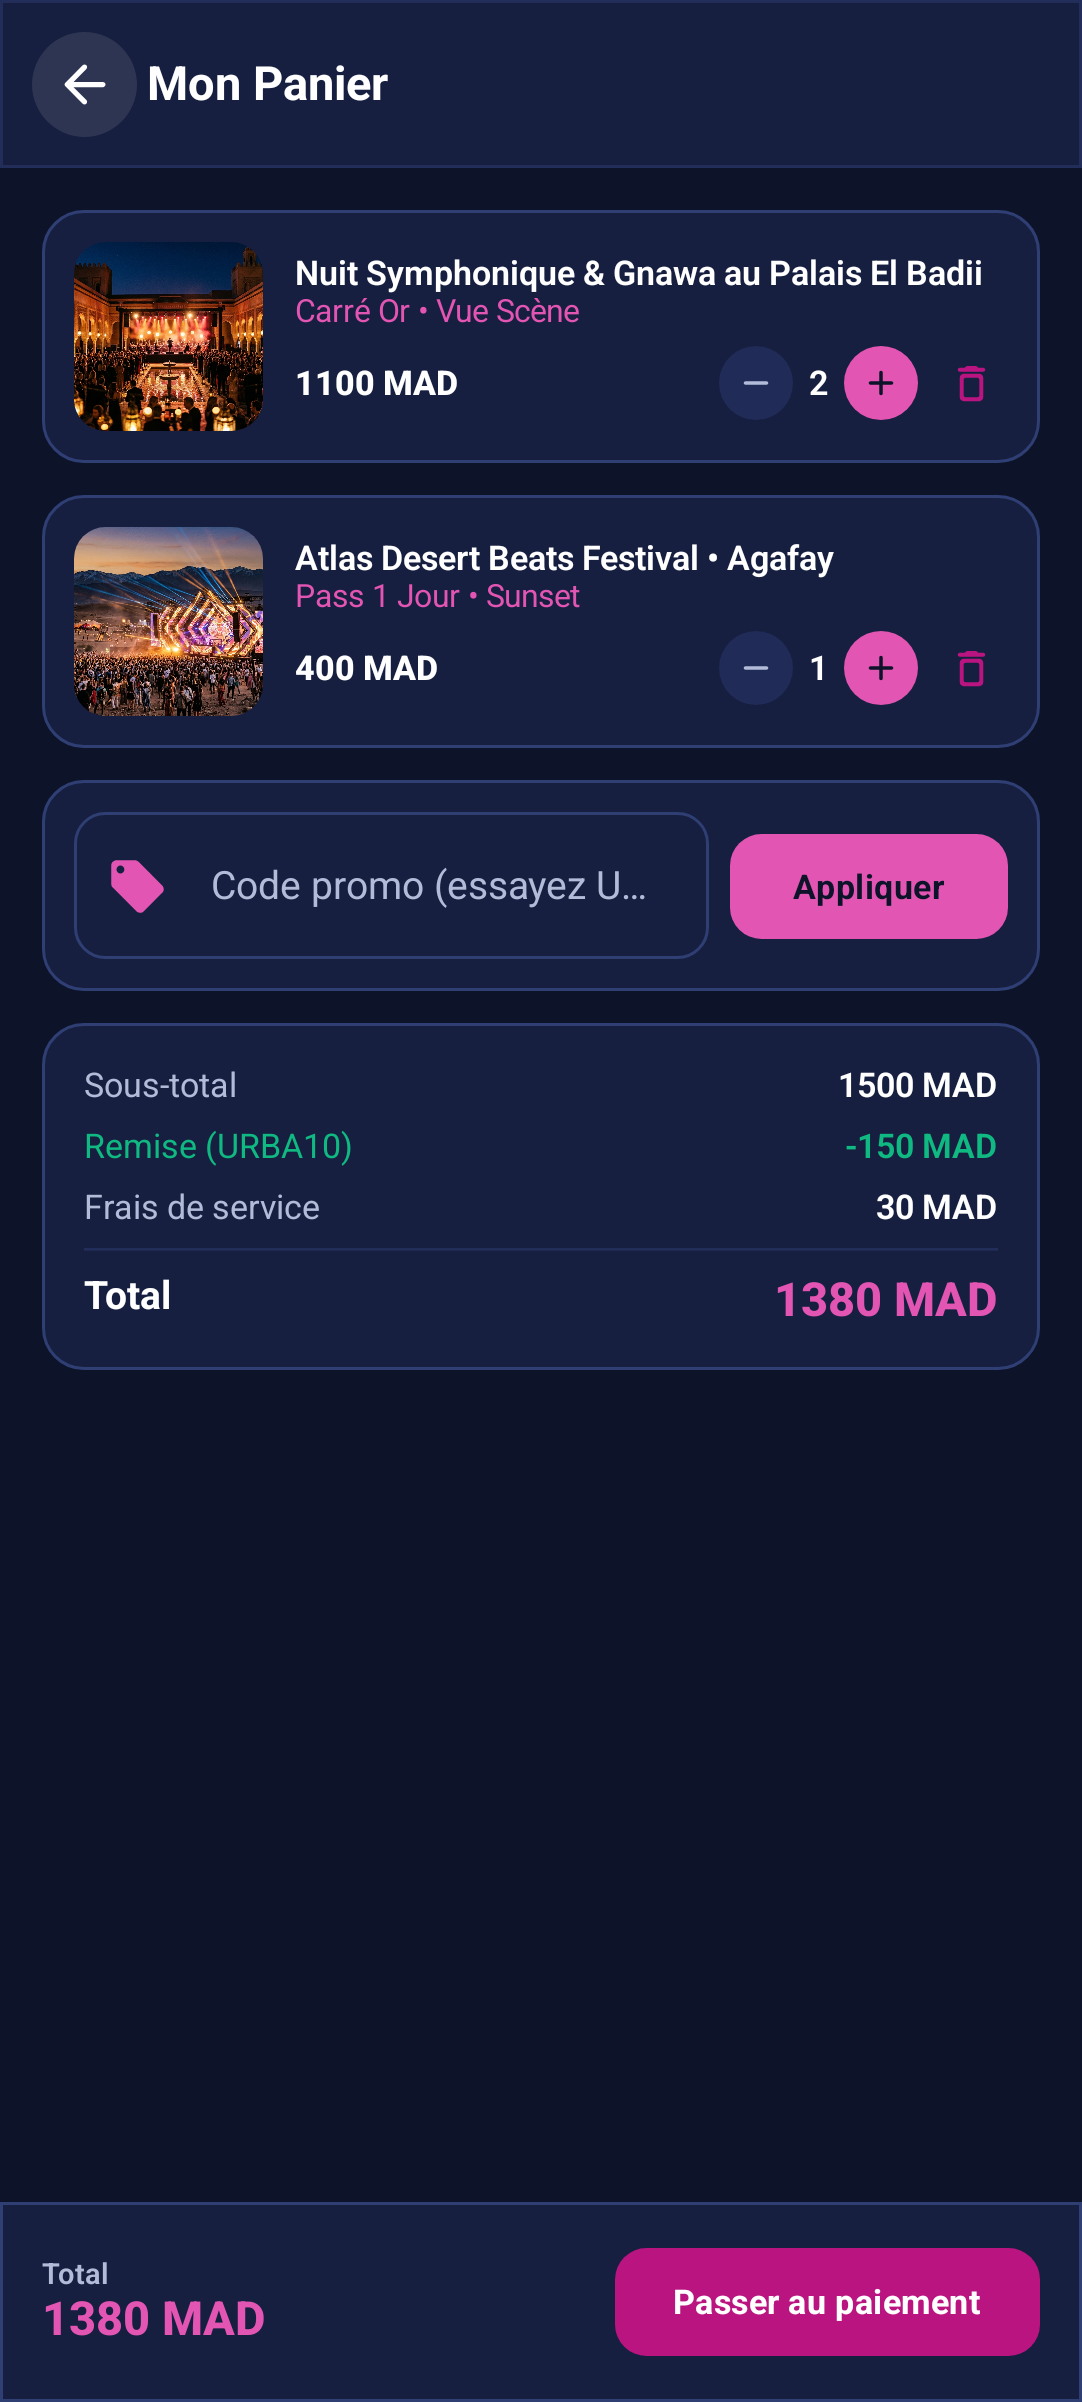 Mon Panier
Nuit Symphonique & Gnawa au Palais El Badii
Carré Or • Vue Scène
1100 MAD
2
Atlas Desert Beats Festival • Agafay
Pass 1 Jour • Sunset
400 MAD
1
Code promo (essayez U...
Appliquer
Sous-total 1500 MAD
Remise (URBA10) -150 MAD
Frais de service 30 MAD
Total 1380 MAD
Total
1380 MAD
Passer au paiement